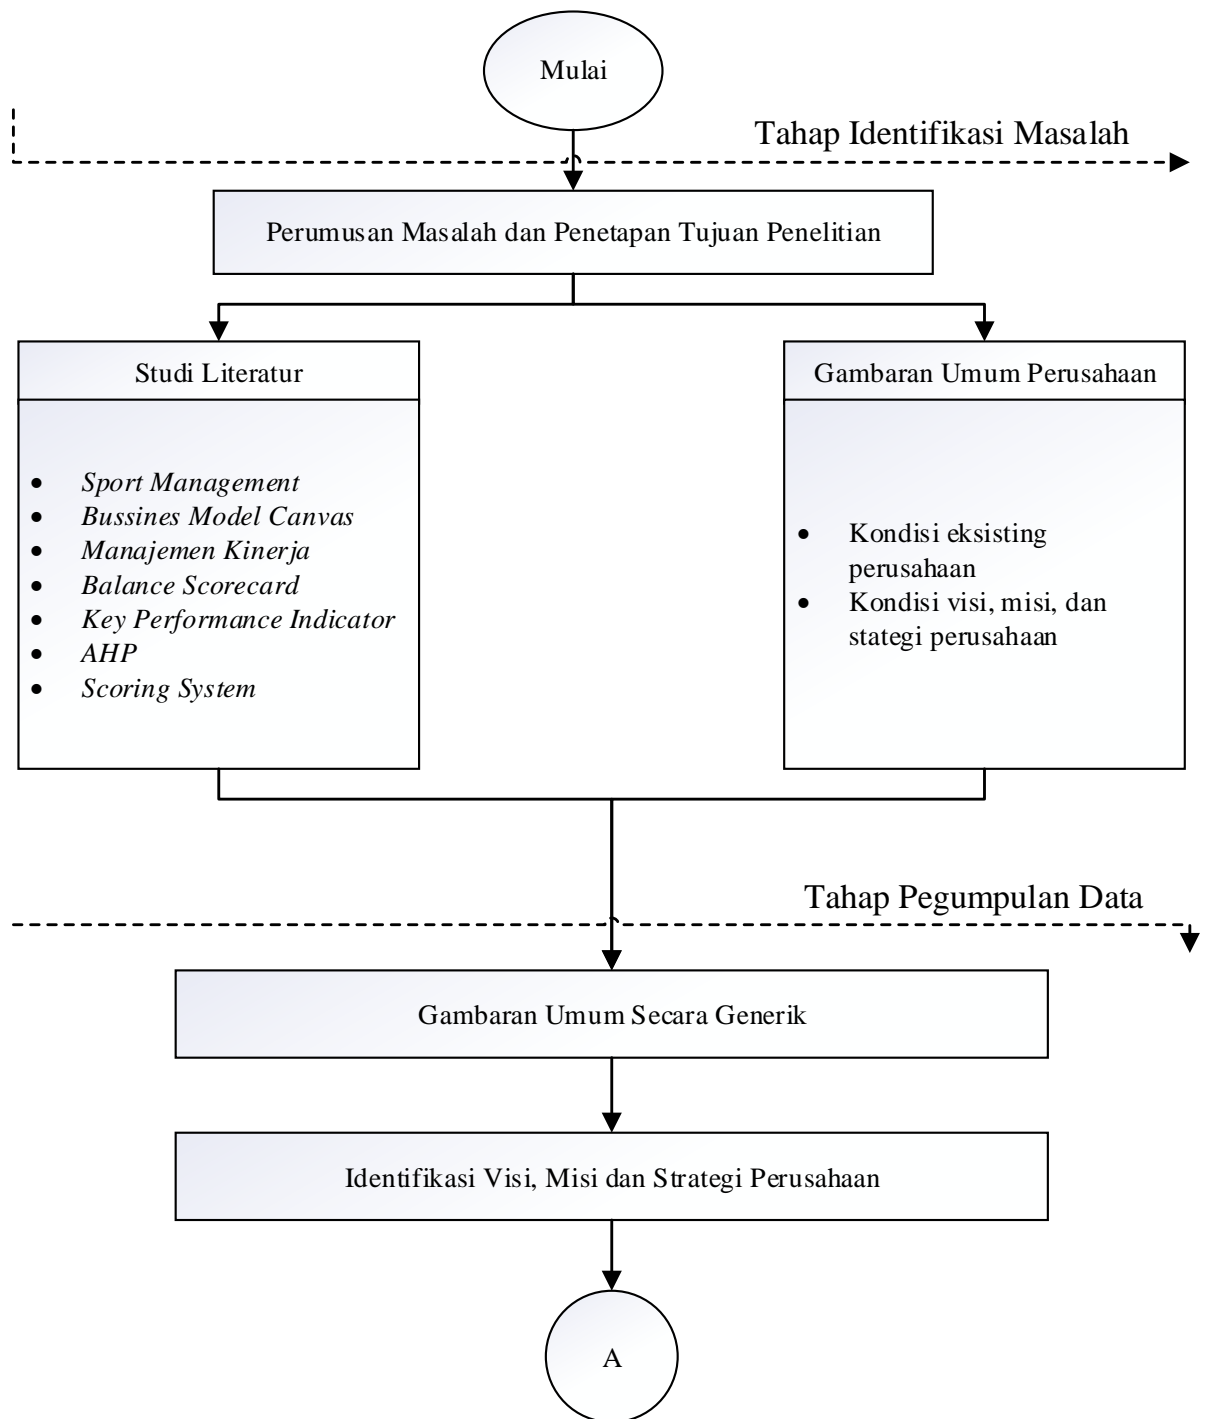 Mulai
Tahap Identifikasi Masalah
Perumusan Masalah dan Penetapan Tujuan Penelitian
Studi Literatur
• Sport Management
• Bussines Model Canvas
• Manajemen Kinerja
• Balance Scorecard
• Key Performance Indicator
• AHP
• Scoring System
Gambaran Umum Perusahaan
• Kondisi eksisting
perusahaan
• Kondisi visi, misi, dan
stategi perusahaan
Tahap Pegumpulan Data
Gambaran Umum Secara Generik
Identifikasi Visi, Misi dan Strategi Perusahaan
A